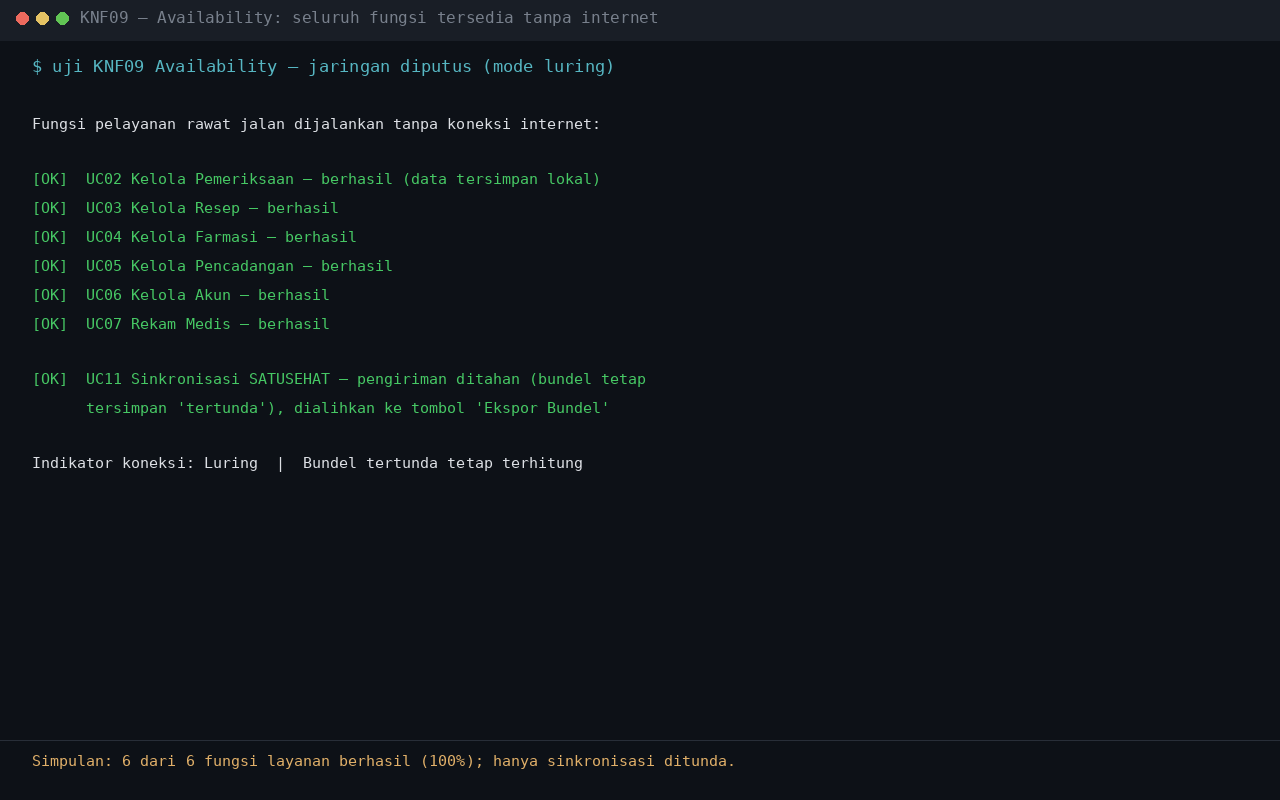 KNF09 — Availability: seluruh fungsi tersedia tanpa internet
$ uji KNF09 Availability — jaringan diputus (mode luring)
Fungsi pelayanan rawat jalan dijalankan tanpa koneksi internet:
[OK]  UC02 Kelola Pemeriksaan — berhasil (data tersimpan lokal)
[OK]  UC03 Kelola Resep — berhasil
[OK]  UC04 Kelola Farmasi — berhasil
[OK]  UC05 Kelola Pencadangan — berhasil
[OK]  UC06 Kelola Akun — berhasil
[OK]  UC07 Rekam Medis — berhasil
[OK]  UC11 Sinkronisasi SATUSEHAT — pengiriman ditahan (bundel tetap
tersimpan 'tertunda'), dialihkan ke tombol 'Ekspor Bundel'
Indikator koneksi: Luring  |  Bundel tertunda tetap terhitung
Simpulan: 6 dari 6 fungsi layanan berhasil (100%); hanya sinkronisasi ditunda.